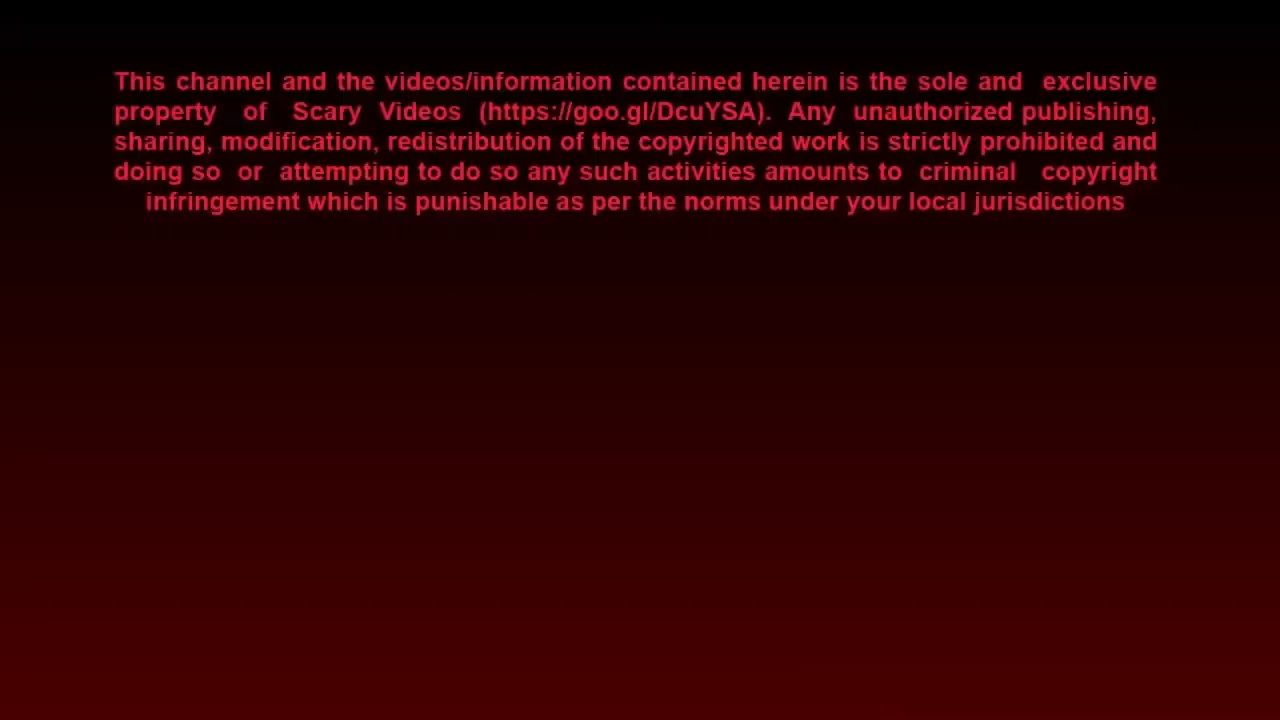 This channel and the videos/information contained herein is the sole and exclusive
property of Scary Videos (https://goo.gl/DcuYSA). Any unauthorized publishing,
sharing, modification, redistribution of the copyrighted work is strictly prohibited and
doing so or attempting to do so any such activities amounts to criminal copyright
infringement which is punishable as per the norms under your local jurisdictions